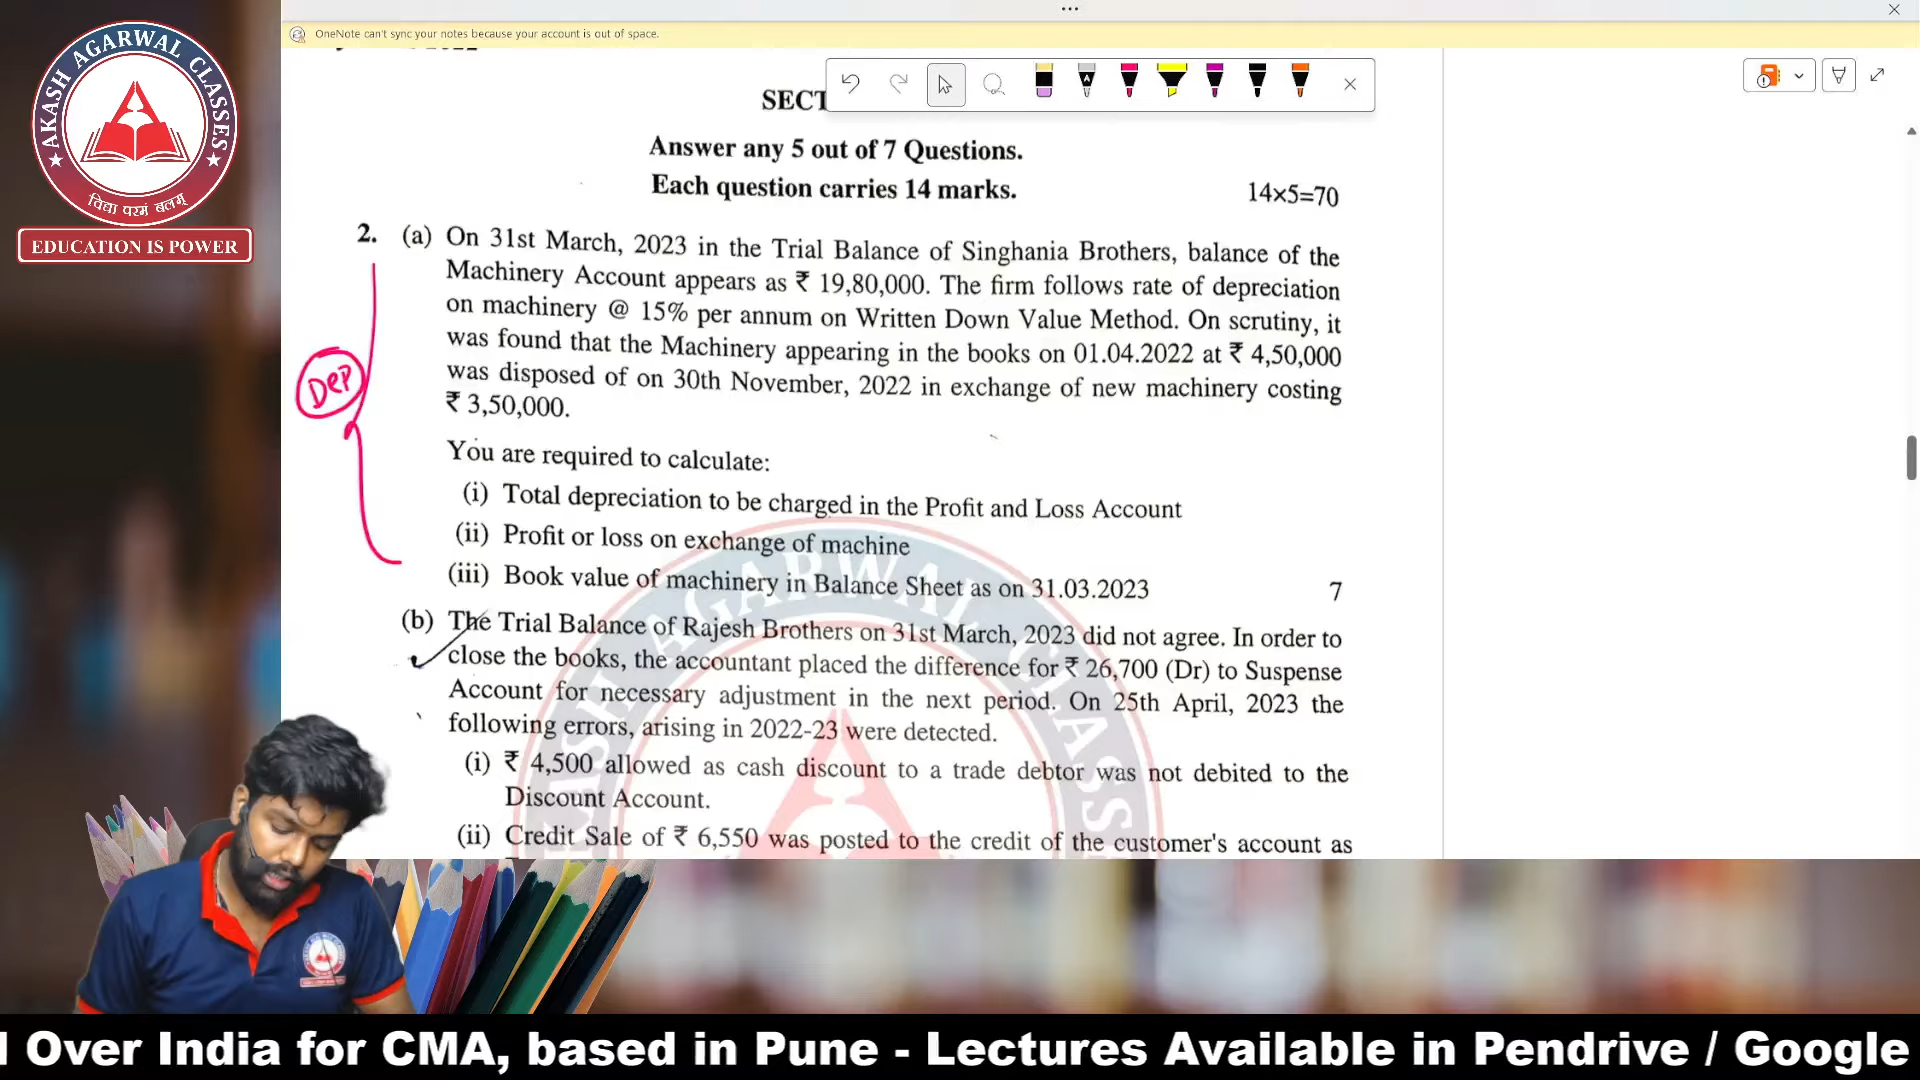 AKASH AGARWAL CLASSES
विद्या परमं बलम्
EDUCATION IS POWER
OneNote can't sync your notes because your account is out of space.
SECT
Answer any 5 out of 7 Questions.
Each question carries 14 marks.
14×5=70
2. (a) On 31st March, 2023 in the Trial Balance of Singhania Brothers, balance of the
Machinery Account appears as ₹ 19,80,000. The firm follows rate of depreciation
on machinery @ 15% per annum on Written Down Value Method. On scrutiny, it
was found that the Machinery appearing in the books on 01.04.2022 at ₹ 4,50,000
was disposed of on 30th November, 2022 in exchange of new machinery costing
₹ 3,50,000.
Dep
You are required to calculate:
(i) Total depreciation to be charged in the Profit and Loss Account
(ii) Profit or loss on exchange of machine
(iii) Book value of machinery in Balance Sheet as on 31.03.2023 7
(b) The Trial Balance of Rajesh Brothers on 31st March, 2023 did not agree. In order to
close the books, the accountant placed the difference for ₹ 26,700 (Dr) to Suspense
Account for necessary adjustment in the next period. On 25th April, 2023 the
following errors, arising in 2022-23 were detected.
(i) ₹ 4,500 allowed as cash discount to a trade debtor was not debited to the
Discount Account.
(ii) Credit Sale of ₹ 6,550 was posted to the credit of the customer's account as
l Over India for CMA, based in Pune - Lectures Available in Pendrive / Google